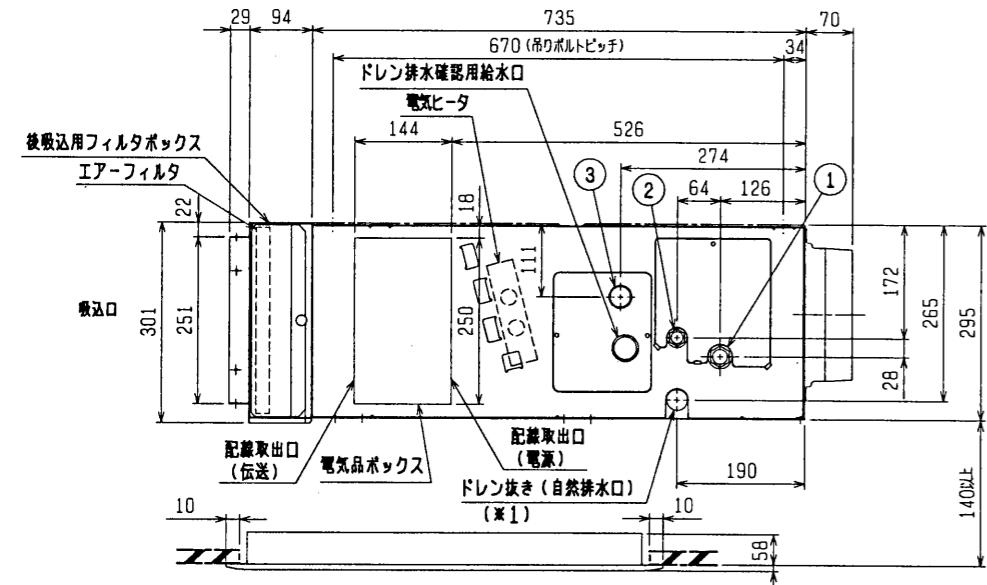 29
94
735
70
670 (吊りボルトピッチ)
34
ドレン排水確認用給水口
電気ヒータ
144
526
後吸込用フィルタボックス
274
エアーフィルタ
3
2
64
126
1
22
18
111
吸込口
301
251
250
172
265
295
28
配線取出口
(伝送)
電気品ボックス
配線取出口
(電源)
ドレン抜き (自然排水口)
(※1)
190
140以上
10
10
58